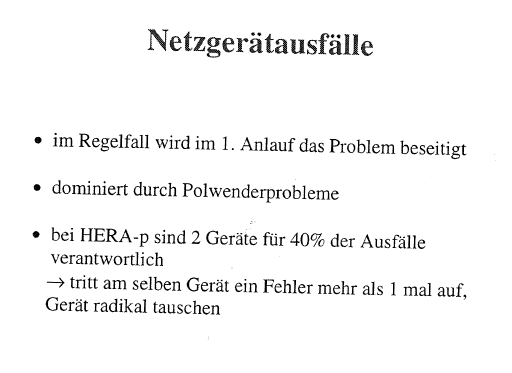 Netzgerätausfälle
• im Regelfall wird im 1. Anlauf das Problem beseitigt
• dominiert durch Polwenderprobleme
• bei HERA-p sind 2 Geräte für 40% der Ausfälle
verantwortlich
→ tritt am selben Gerät ein Fehler mehr als 1 mal auf,
Gerät radikal tauschen